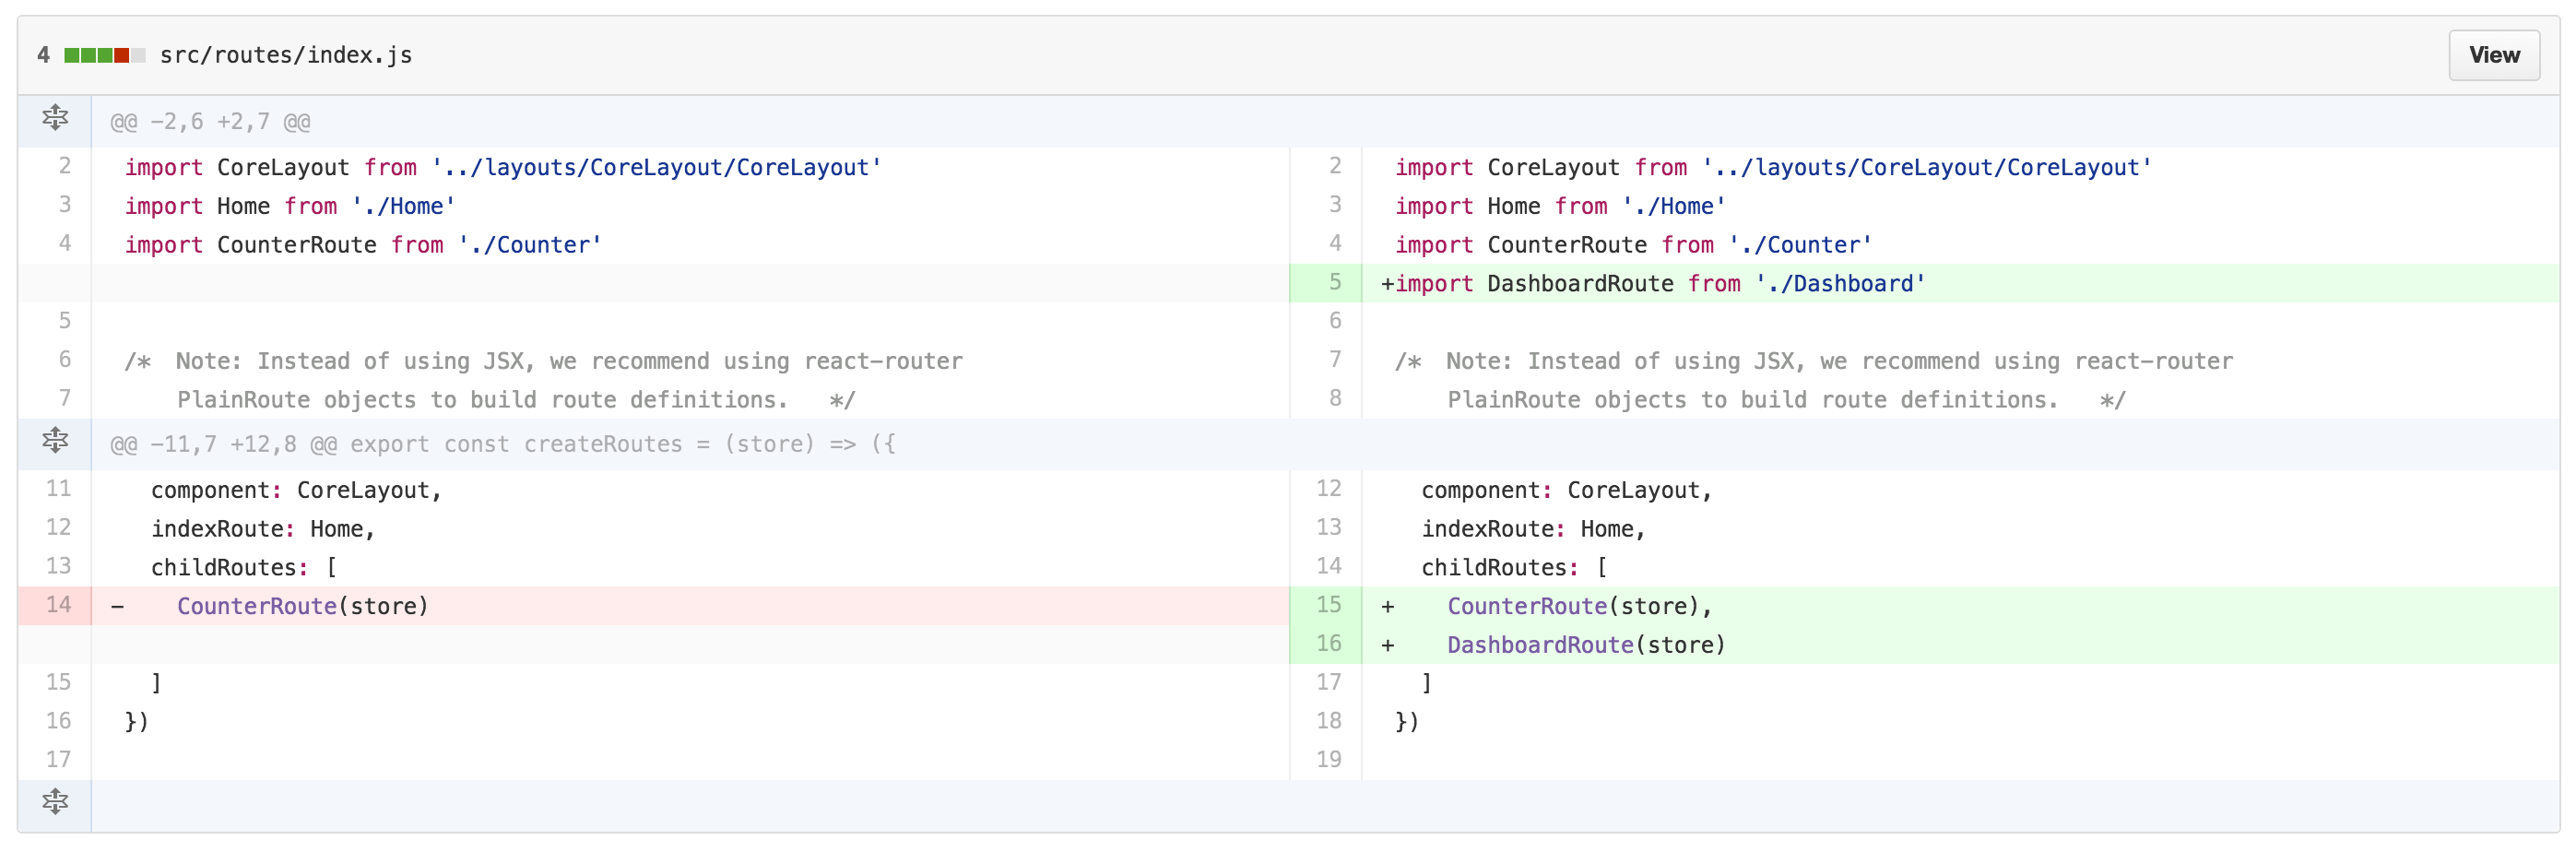 4 src/routes/index.js View
@@ -2,6 +2,7 @@
2 import CoreLayout from '../layouts/CoreLayout/CoreLayout' 2 import CoreLayout from '../layouts/CoreLayout/CoreLayout'
3 import Home from './Home' 3 import Home from './Home'
4 import CounterRoute from './Counter' 4 import CounterRoute from './Counter'
5 +import DashboardRoute from './Dashboard'
5 6
6 /*  Note: Instead of using JSX, we recommend using react-router 7 /*  Note: Instead of using JSX, we recommend using react-router
7     PlainRoute objects to build route definitions.   */ 8     PlainRoute objects to build route definitions.   */
@@ -11,7 +12,8 @@ export const createRoutes = (store) => ({
11   component: CoreLayout, 12   component: CoreLayout,
12   indexRoute: Home, 13   indexRoute: Home,
13   childRoutes: [ 14   childRoutes: [
14 -    CounterRoute(store) 15 +    CounterRoute(store),
16 +    DashboardRoute(store)
15   ] 17   ]
16 }) 18 })
17 19